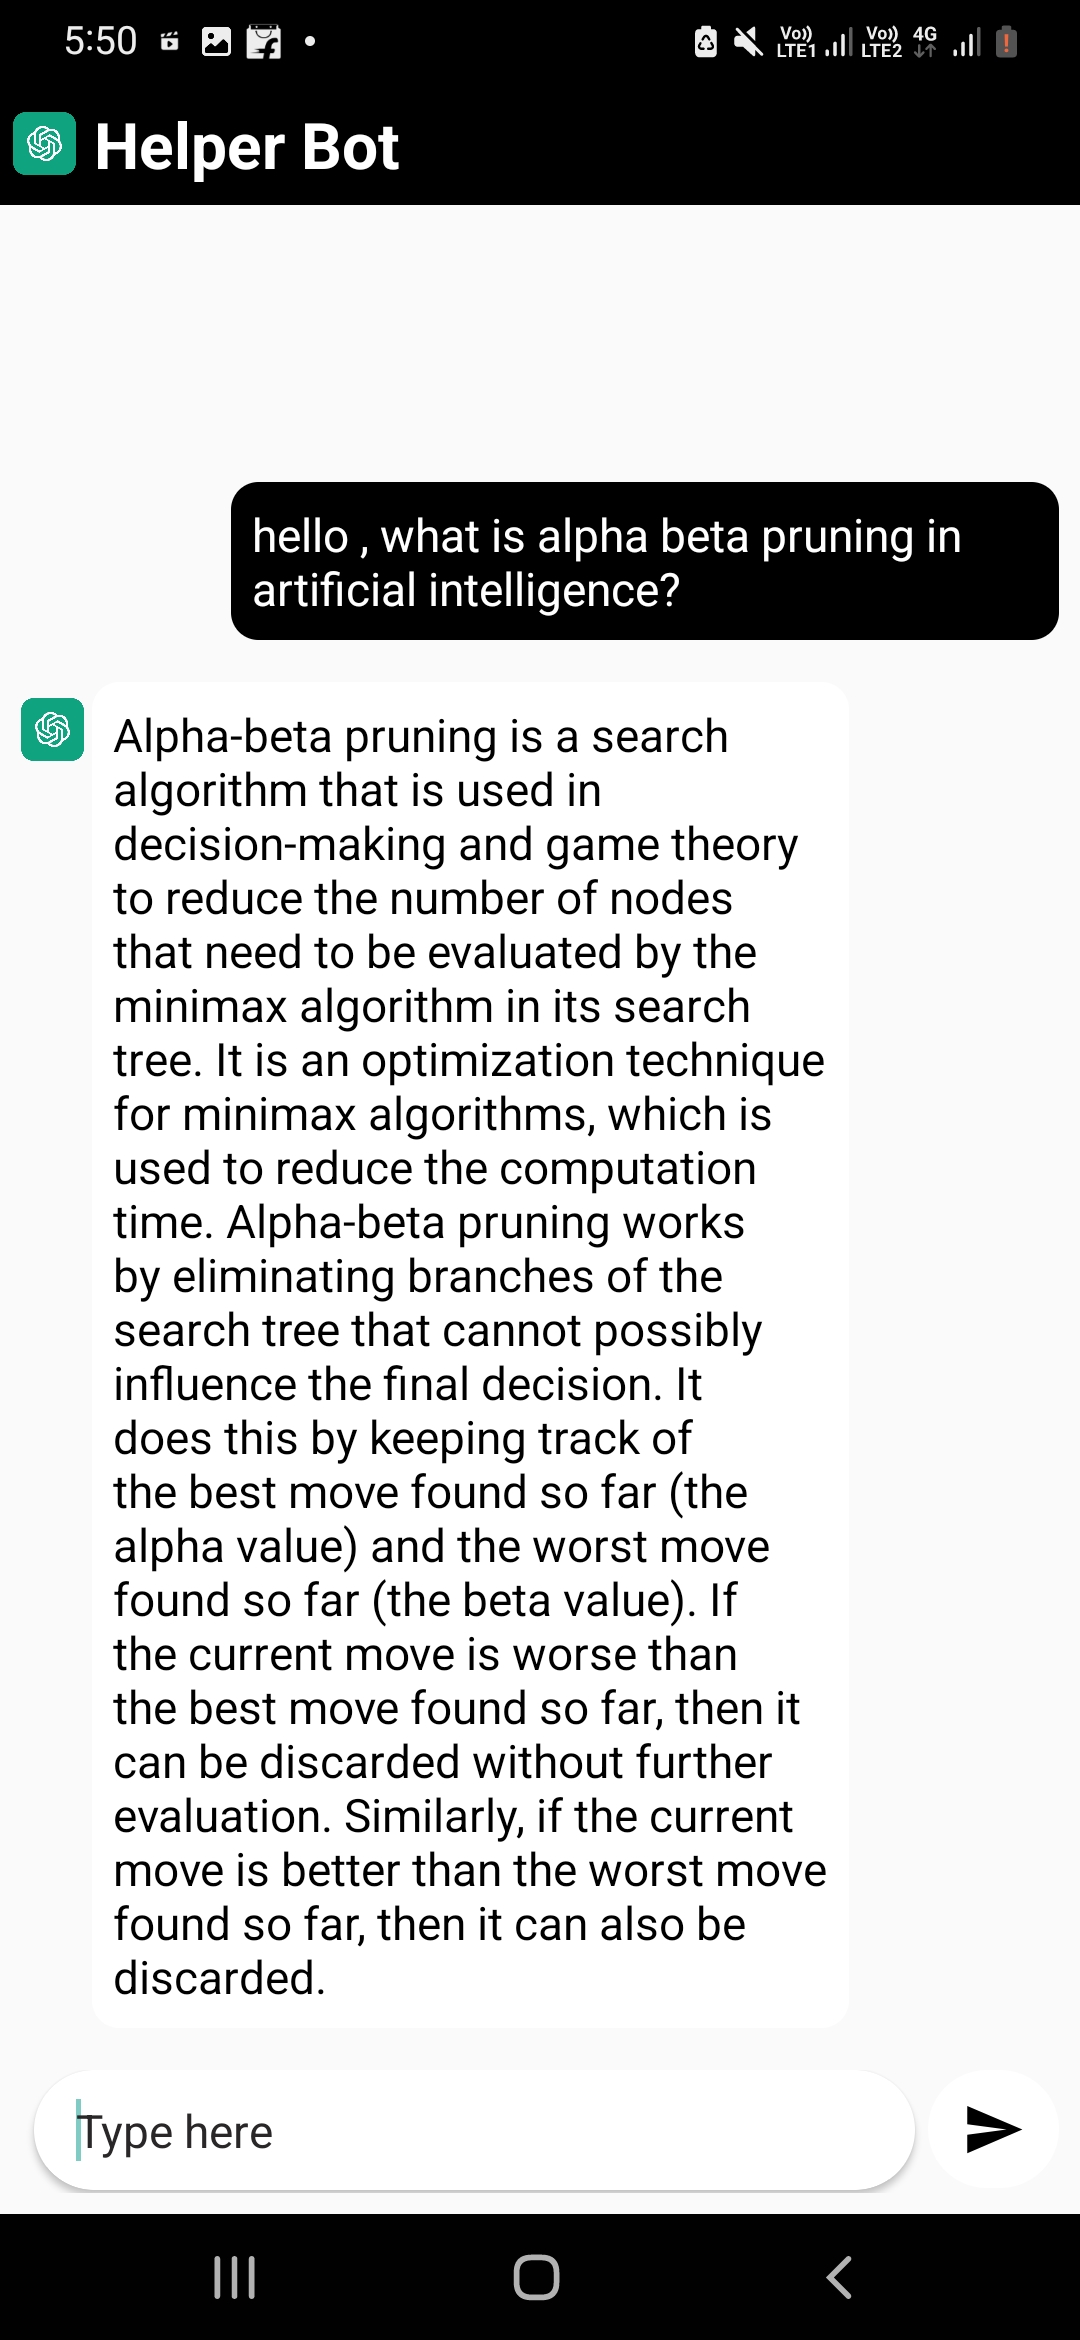 5:50
Vo)) LTE1 Vo)) LTE2 4G
Helper Bot
hello , what is alpha beta pruning in
artificial intelligence?
Alpha-beta pruning is a search
algorithm that is used in
decision-making and game theory
to reduce the number of nodes
that need to be evaluated by the
minimax algorithm in its search
tree. It is an optimization technique
for minimax algorithms, which is
used to reduce the computation
time. Alpha-beta pruning works
by eliminating branches of the
search tree that cannot possibly
influence the final decision. It
does this by keeping track of
the best move found so far (the
alpha value) and the worst move
found so far (the beta value). If
the current move is worse than
the best move found so far, then it
can be discarded without further
evaluation. Similarly, if the current
move is better than the worst move
found so far, then it can also be
discarded.
Type here